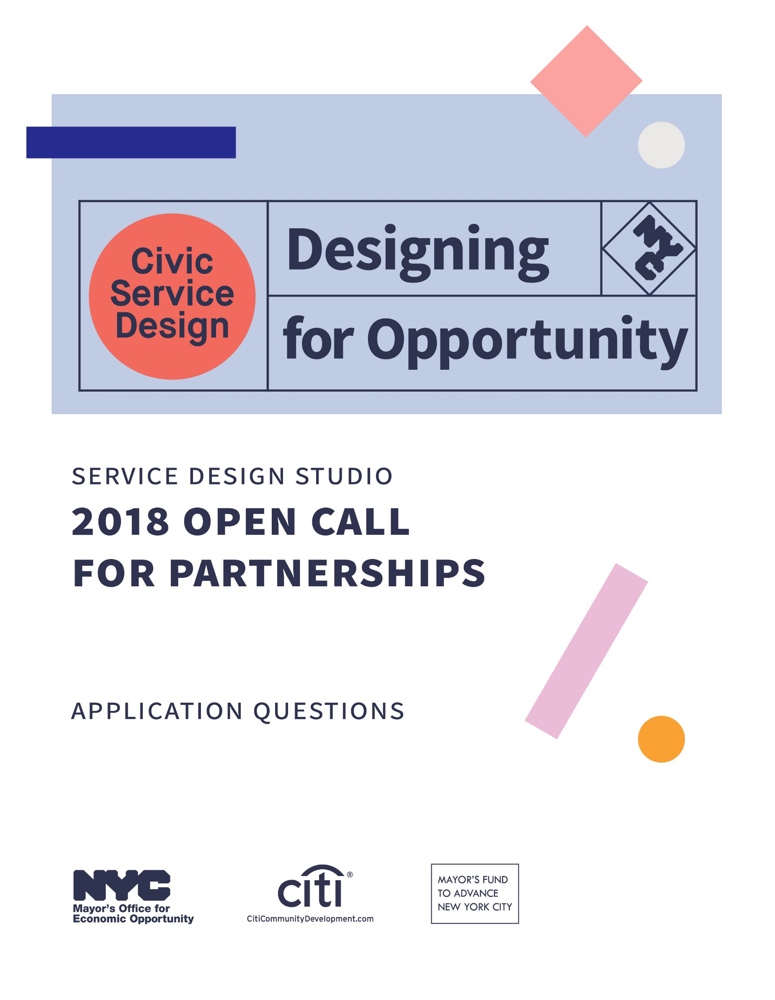 Civic
Service
Design
Designing
NYC
for Opportunity
SERVICE DESIGN STUDIO
2018 OPEN CALL
FOR PARTNERSHIPS
APPLICATION QUESTIONS
NYC
Mayor's Office for
Economic Opportunity
citi®
CitiCommunityDevelopment.com
MAYOR'S FUND
TO ADVANCE
NEW YORK CITY